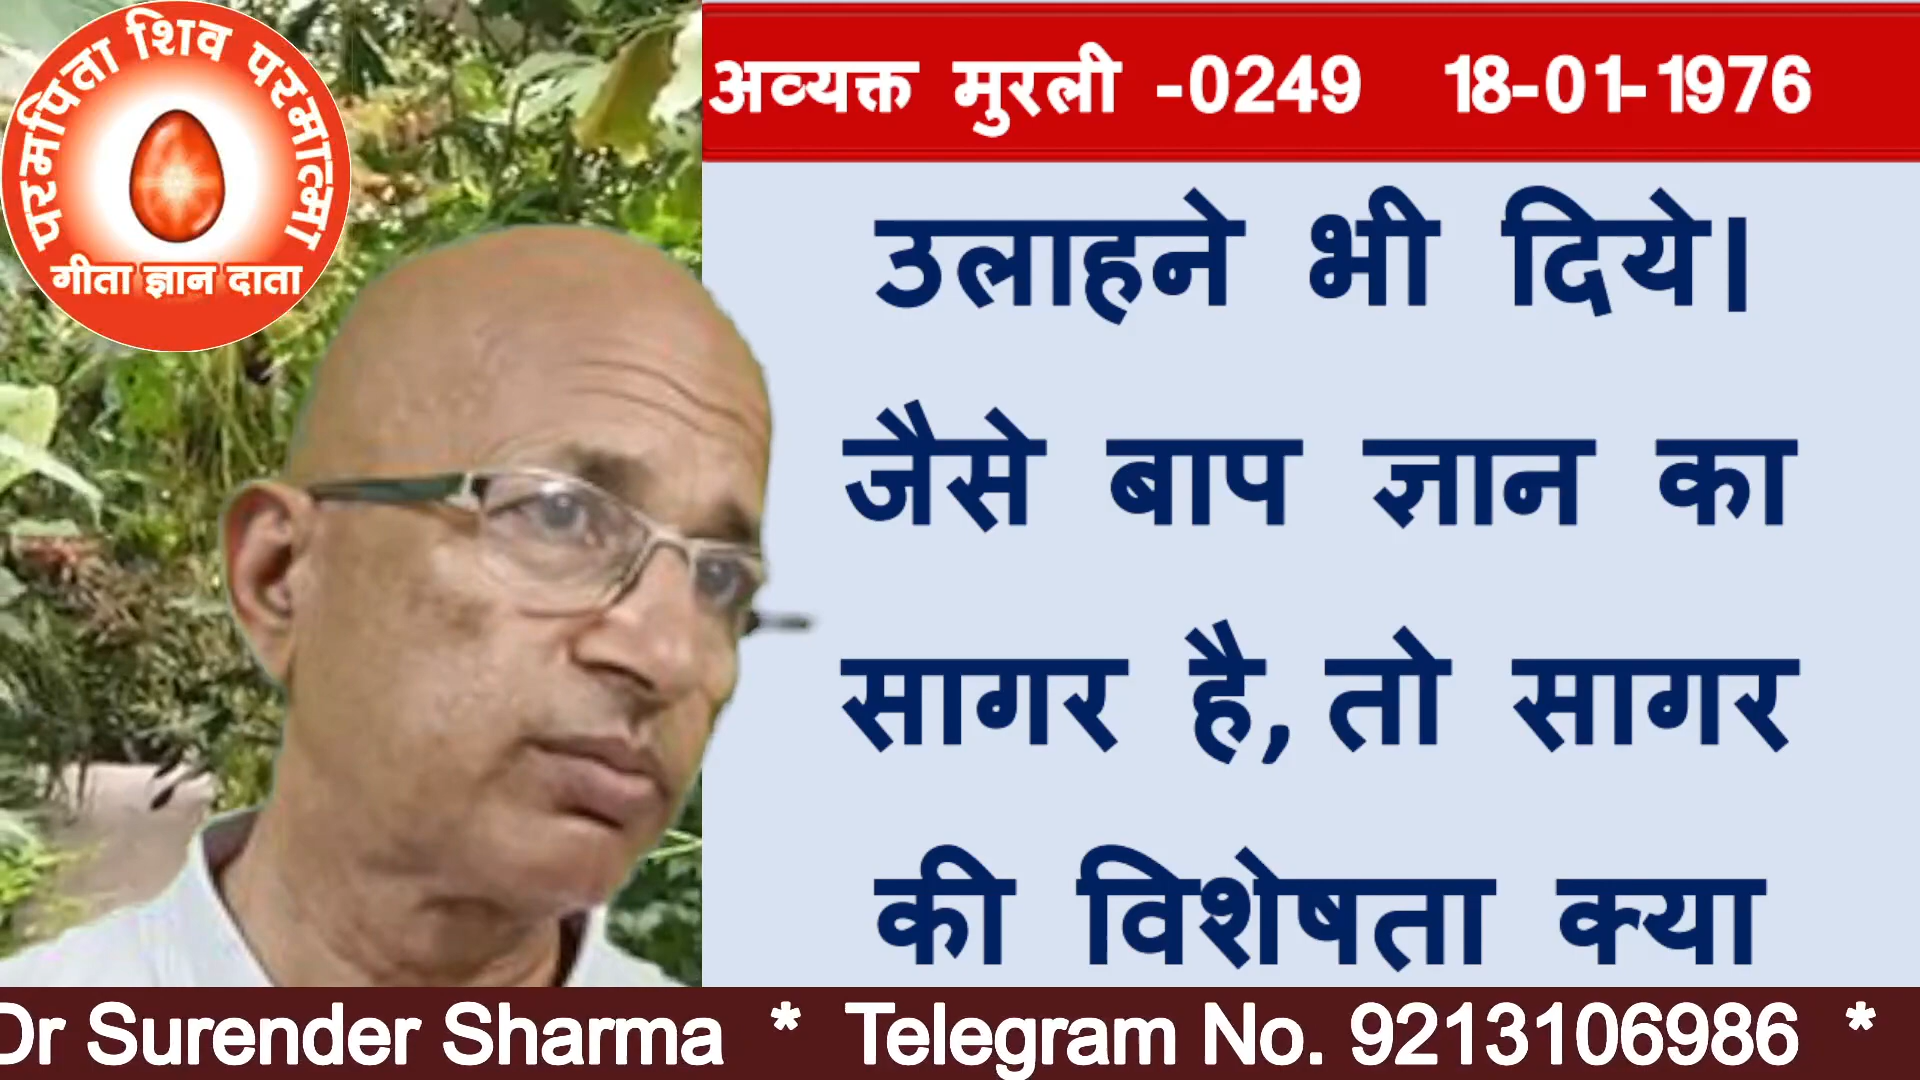 परमपिता शिव परमात्मा
गीता ज्ञान दाता
अव्यक्त मुरली -0249 18-01-1976
उलाहने भी दिये।
जैसे बाप ज्ञान का
सागर है, तो सागर
की विशेषता क्या
Dr Surender Sharma * Telegram No. 9213106986 *